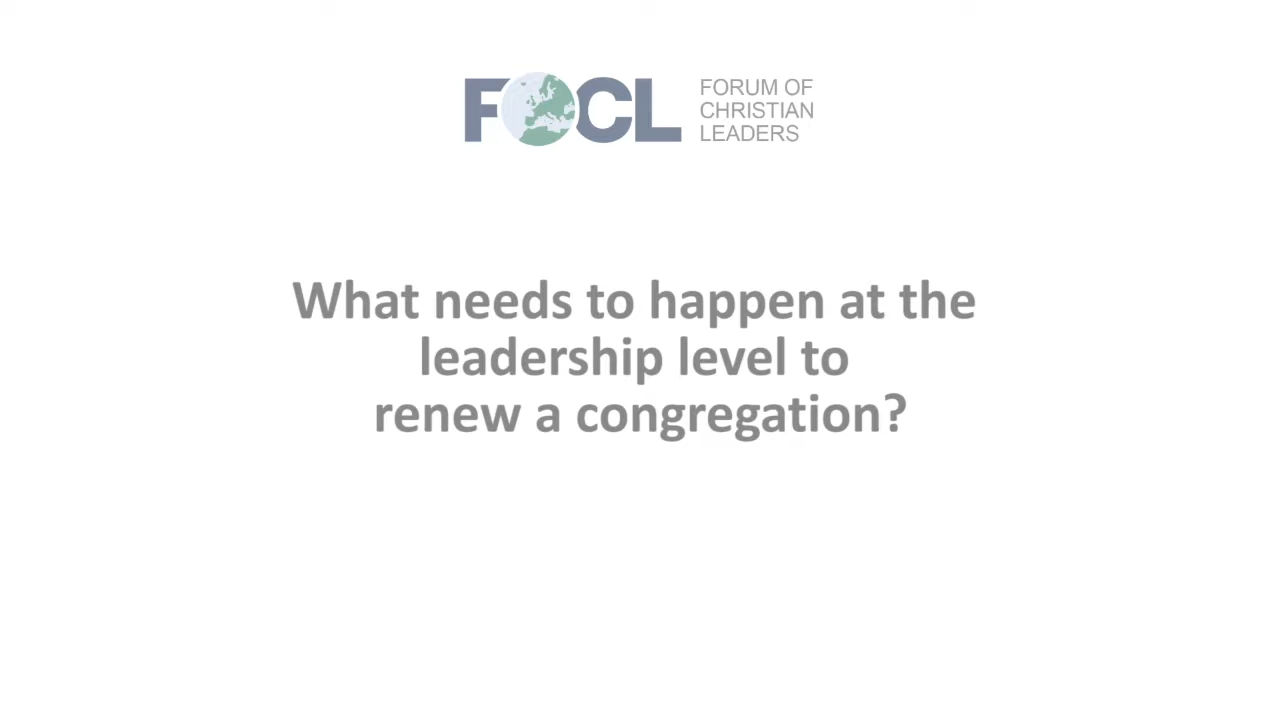 FOCL
FORUM OF
CHRISTIAN
LEADERS
What needs to happen at the
leadership level to
renew a congregation?